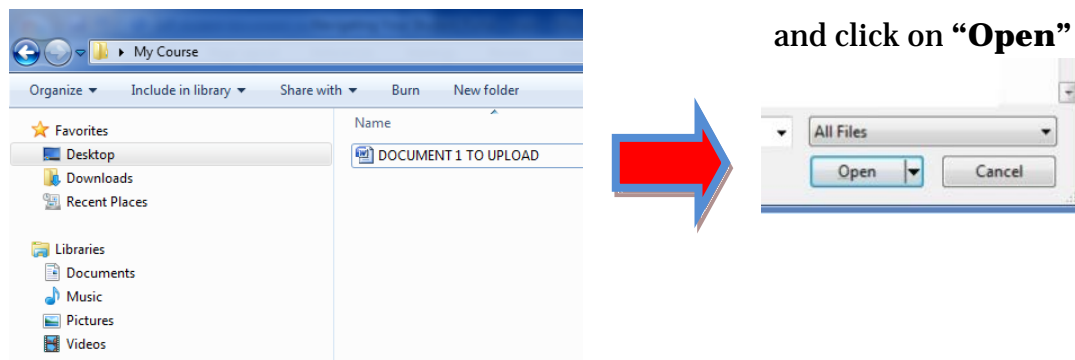 My Course
Organize Include in library Share with Burn New folder
Favorites
Desktop
Downloads
Recent Places
Libraries
Documents
Music
Pictures
Videos
Name
DOCUMENT 1 TO UPLOAD
and click on “Open”
All Files
Open Cancel